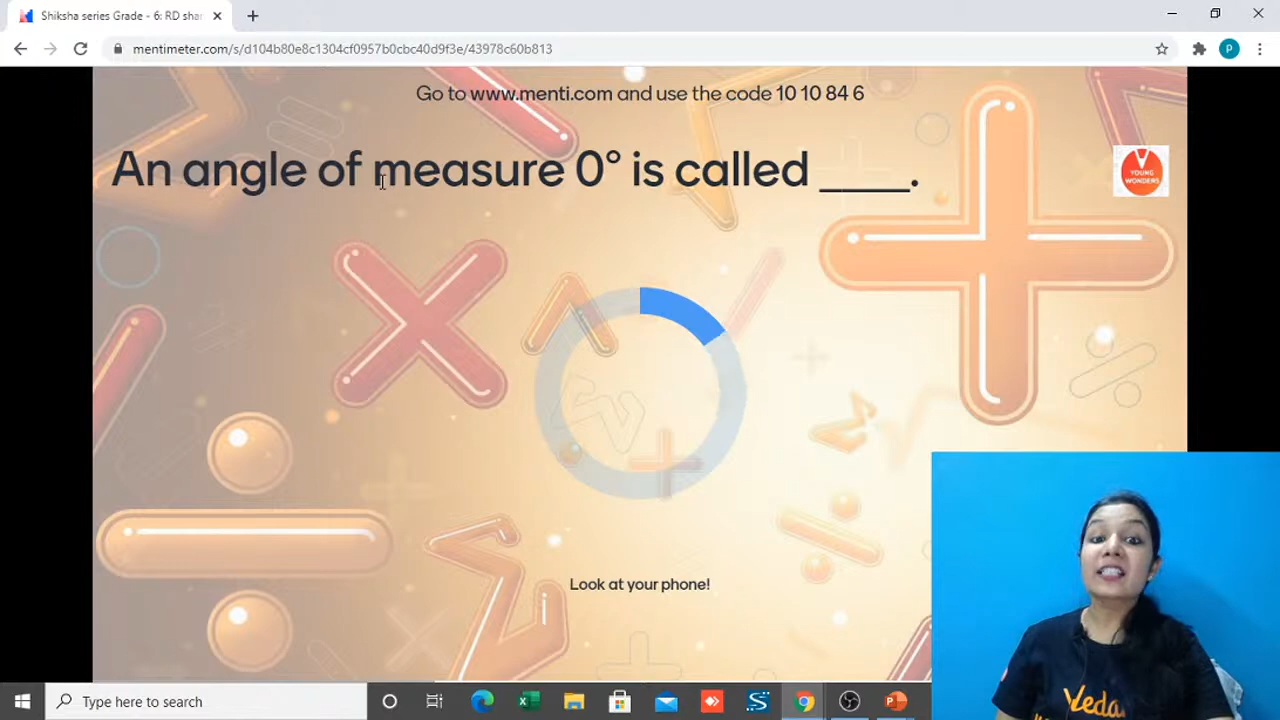 Shiksha series Grade - 6: RD shar
mentimeter.com/s/d104b80e8c1304cf0957b0cbc40d9f3e/43978c60b813
P
Go to www.menti.com and use the code 10 10 84 6
An angle of measure 0° is called ____.
V
YOUNG
WONDERS
Look at your phone!
Type here to search